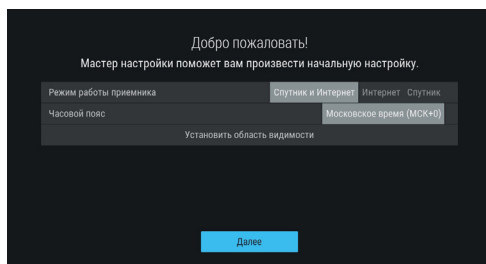 Добро пожаловать!
Мастер настройки поможет вам произвести начальную настройку.
Режим работы приемника Спутник и Интернет Интернет Спутник
Часовой пояс Московское время (МСК+0)
Установить область видимости
Далее